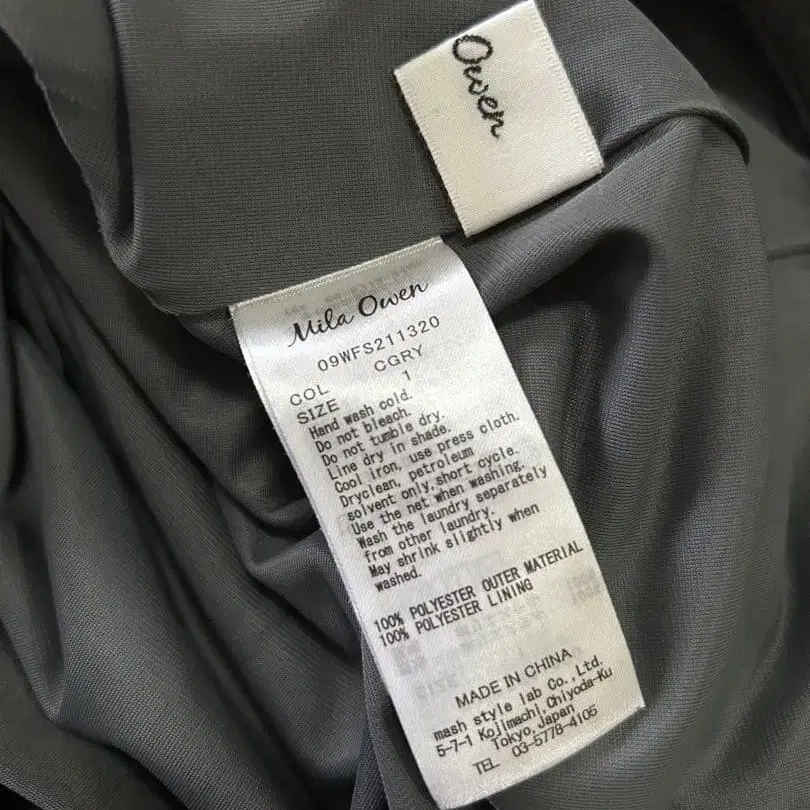 Owen
Mila Owen
09WFS211320
COL CGRY
SIZE 1
Hand wash cold.
Do not bleach.
Do not tumble dry.
Line dry in shade.
Cool iron, use press cloth.
Dryclean, petroleum
solvent only,short cycle.
Use the net when washing.
Wash the laundry separately
from other laundry.
May shrink slightly when
washed.
100% POLYESTER OUTER MATERIAL
100% POLYESTER LINING
MADE IN CHINA
mash style lab Co.,Ltd.
5-7-1 Kojimachi,Chiyoda-Ku
Tokyo,Japan
TEL 03-5778-4105